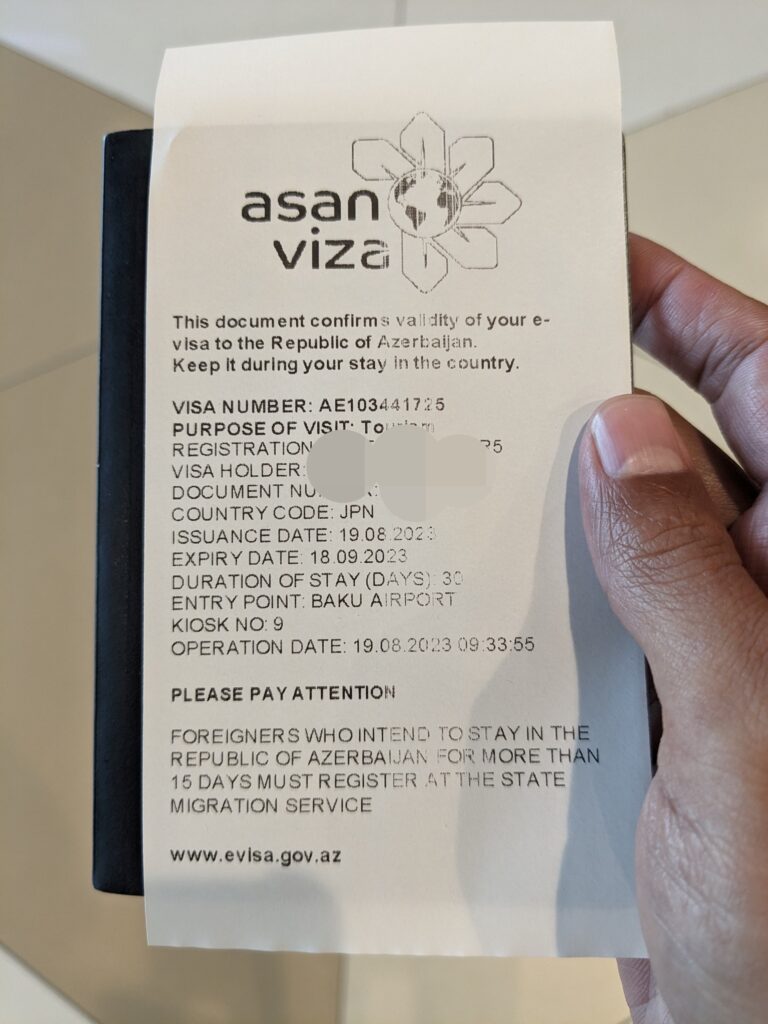 asan
viza
This document confirms validity of your e-
visa to the Republic of Azerbaijan.
Keep it during your stay in the country.
VISA NUMBER: AE103441725
PURPOSE OF VISIT: Tourism
REGISTRATION R5
VISA HOLDER:
DOCUMENT
COUNTRY CODE: JPN
ISSUANCE DATE: 19.08.2023
EXPIRY DATE: 18.09.2023
DURATION OF STAY (DAYS): 30
ENTRY POINT: BAKU AIRPORT
KIOSK NO: 9
OPERATION DATE: 19.08.2023 09:33:55
PLEASE PAY ATTENTION
FOREIGNERS WHO INTEND TO STAY IN THE
REPUBLIC OF AZERBAIJAN FOR MORE THAN
15 DAYS MUST REGISTER AT THE STATE
MIGRATION SERVICE
www.evisa.gov.az